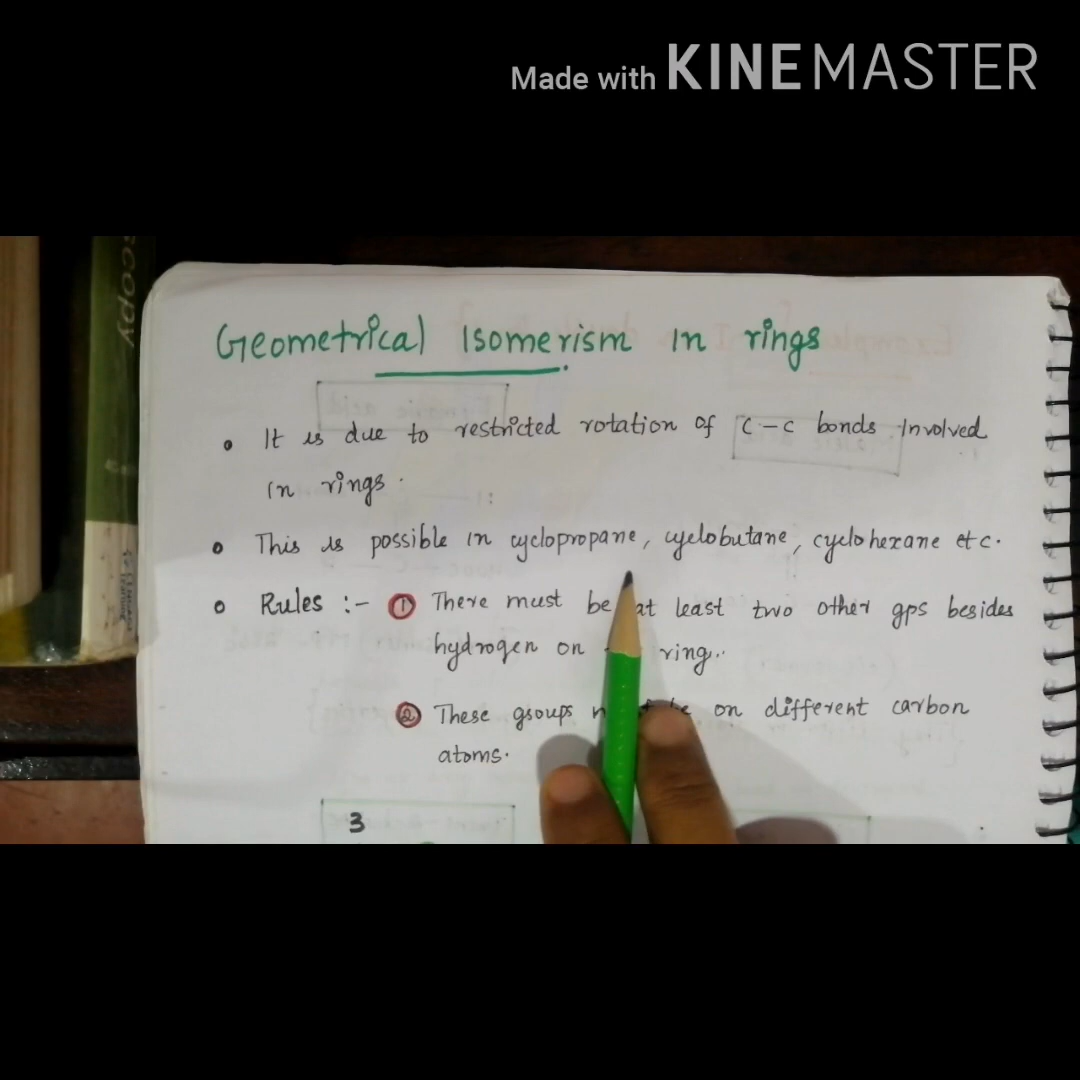 Made with KINEMASTER
SCOPY
Geometrical Isomerism In rings
• It is due to restricted rotation of C-C bonds involved
in rings.
• This is possible in cyclopropane, cyclobutane, cyclohexane etc.
• Rules :- ① There must be at least two other gps besides
hydrogen on ring.
② These groups on different carbon
atoms.
3